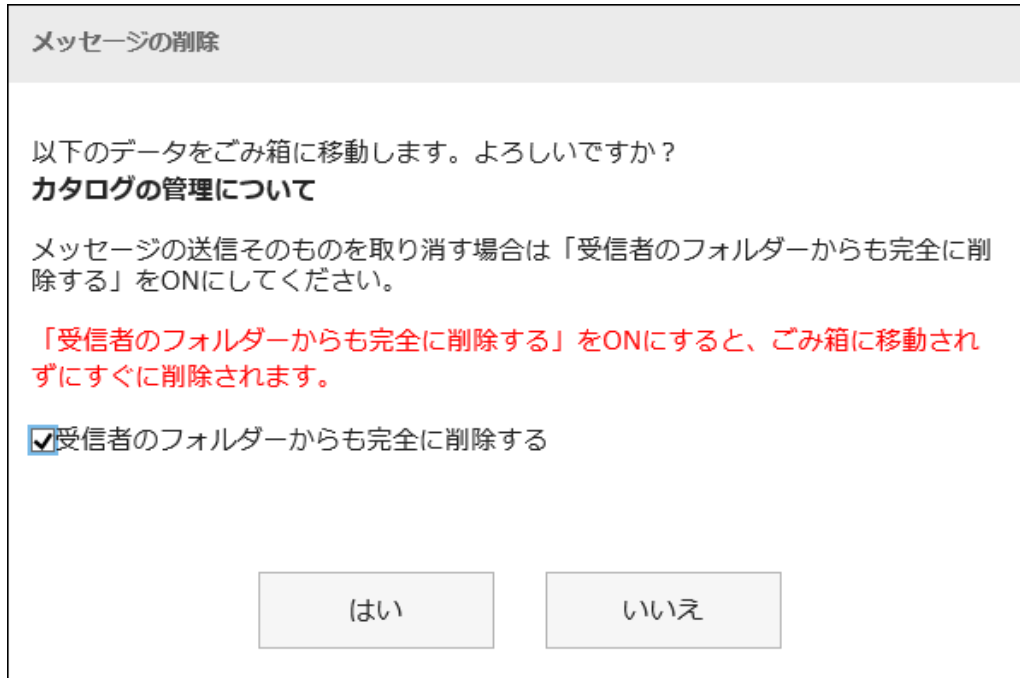 メッセージの削除
以下のデータをごみ箱に移動します。よろしいですか？
カタログの管理について
メッセージの送信そのものを取り消す場合は「受信者のフォルダーからも完全に削
除する」をONにしてください。
「受信者のフォルダーからも完全に削除する」をONにすると、ごみ箱に移動され
ずにすぐに削除されます。
受信者のフォルダーからも完全に削除する
はい
いいえ